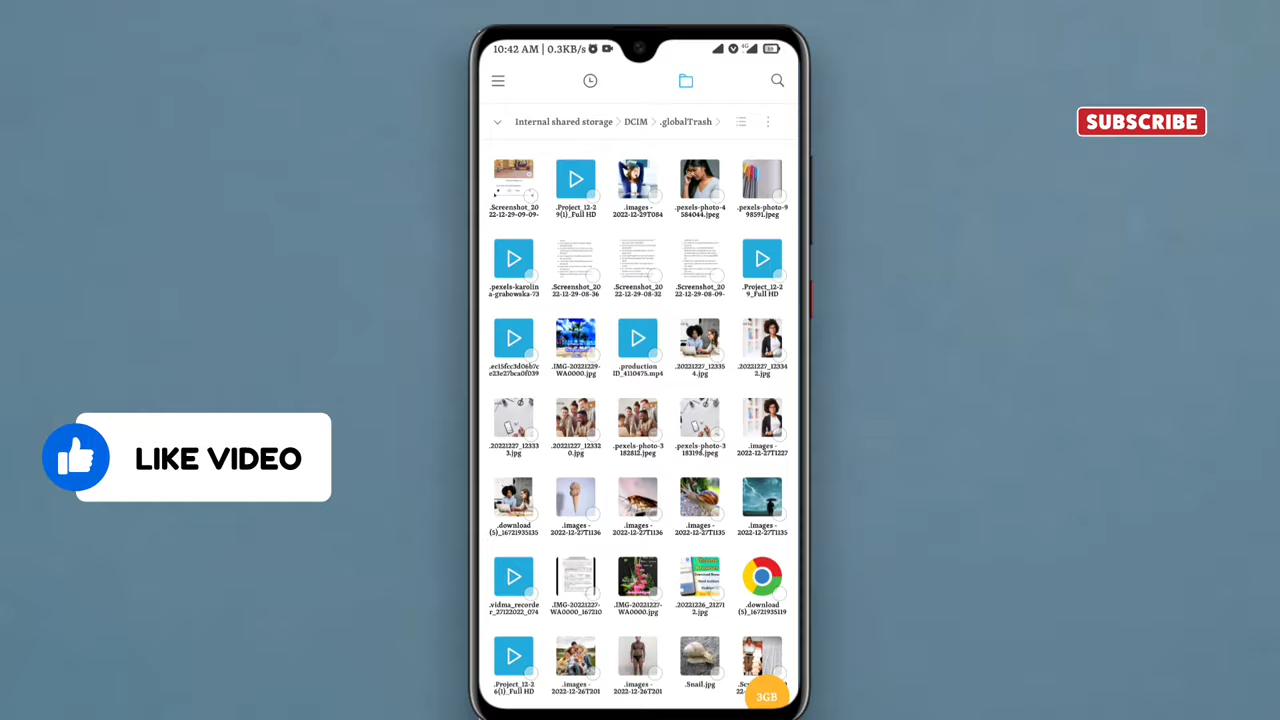 10:42 AM | 0.3KB/s
4G
Internal shared storage > DCIM > .globalTrash >
SUBSCRIBE
.Screenshot_20
22-12-29-09-09-
.Project_12-2
9(1)_Full HD
.images -
2022-12-29T084
.pexels-photo-4
584044.jpeg
.pexels-photo-9
998591.jpeg
.pexels-karolin
a-grabowska-73
.Screenshot_20
22-12-29-08-36
.Screenshot_20
22-12-29-08-32
.Screenshot_20
22-12-29-08-09-
.Project_12-2
9_Full HD
.ec15fcc3d06b7c
e23e27bca0f039
.IMG-20221229-
WA0000.jpg
.production
ID_4110475.mp4
.20221227_12335
4.jpg
.20221227_12334
2.jpg
.20221227_12333
3.jpg
.20221227_12332
0.jpg
.pexels-photo-3
182812.jpeg
.pexels-photo-3
183198.jpeg
.images -
2022-12-27T1227
LIKE VIDEO
.download
(5)_16721935135
.images -
2022-12-27T1136
.images -
2022-12-27T1136
.images -
2022-12-27T1135
.images -
2022-12-27T1135
.vidma_recorde
r_27122022_074
.IMG-20221227-
WA0000_167210
.IMG-20221227-
WA0000.jpg
.20221226_21271
2.jpg
.download
(5)_16721935119
.Project_12-2
6(1)_Full HD
.images -
2022-12-26T201
.images -
2022-12-26T201
.Snail.jpg
3GB